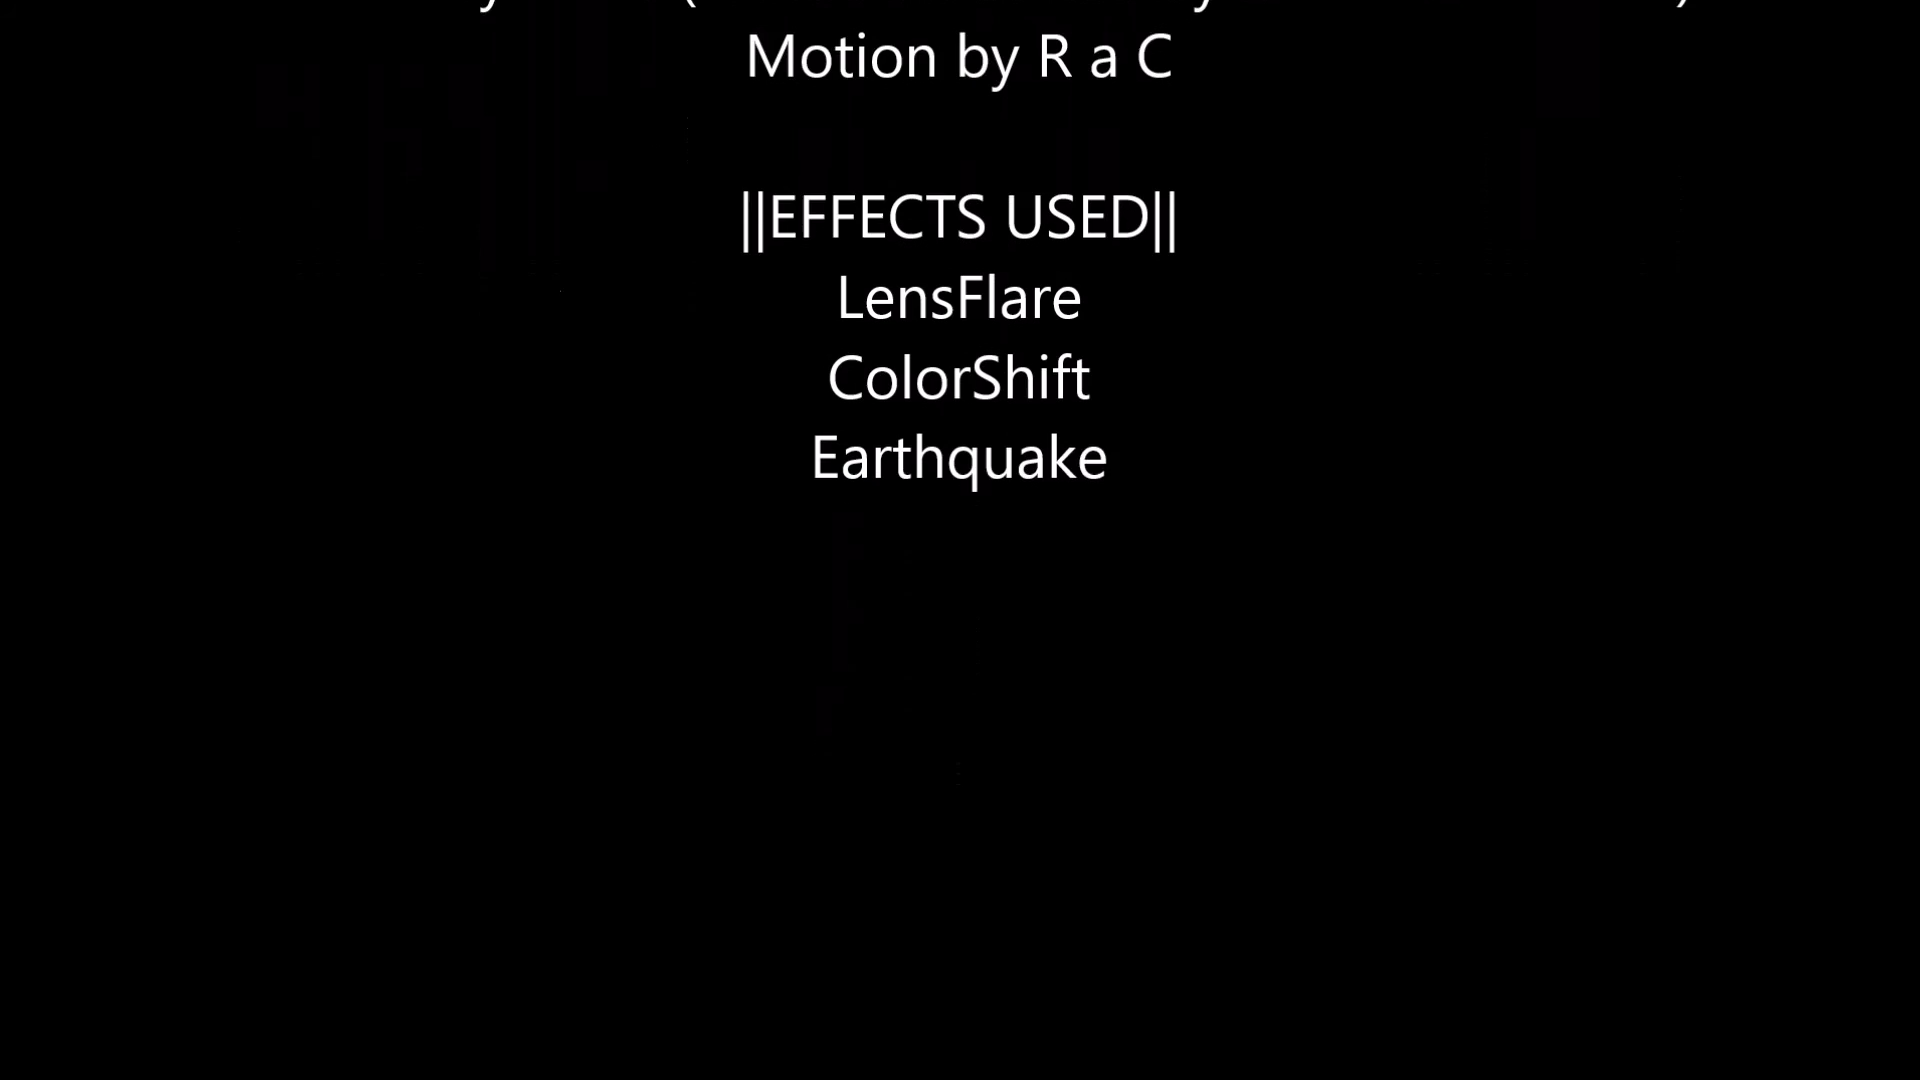 Motion by R a C
||EFFECTS USED||
LensFlare
ColorShift
Earthquake